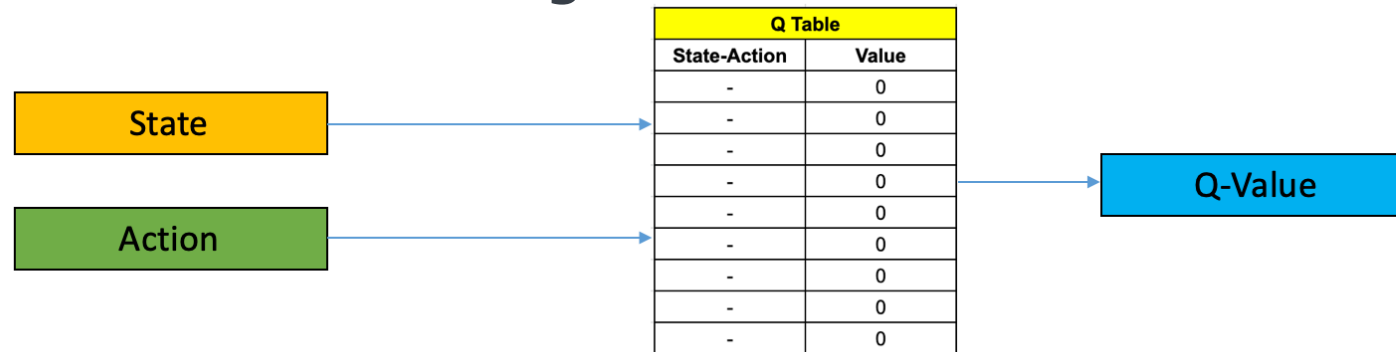 g
Q Table
State-Action Value
- 0
- 0
State
- 0
- 0
Q-Value
- 0
Action
- 0
- 0
- 0
- 0